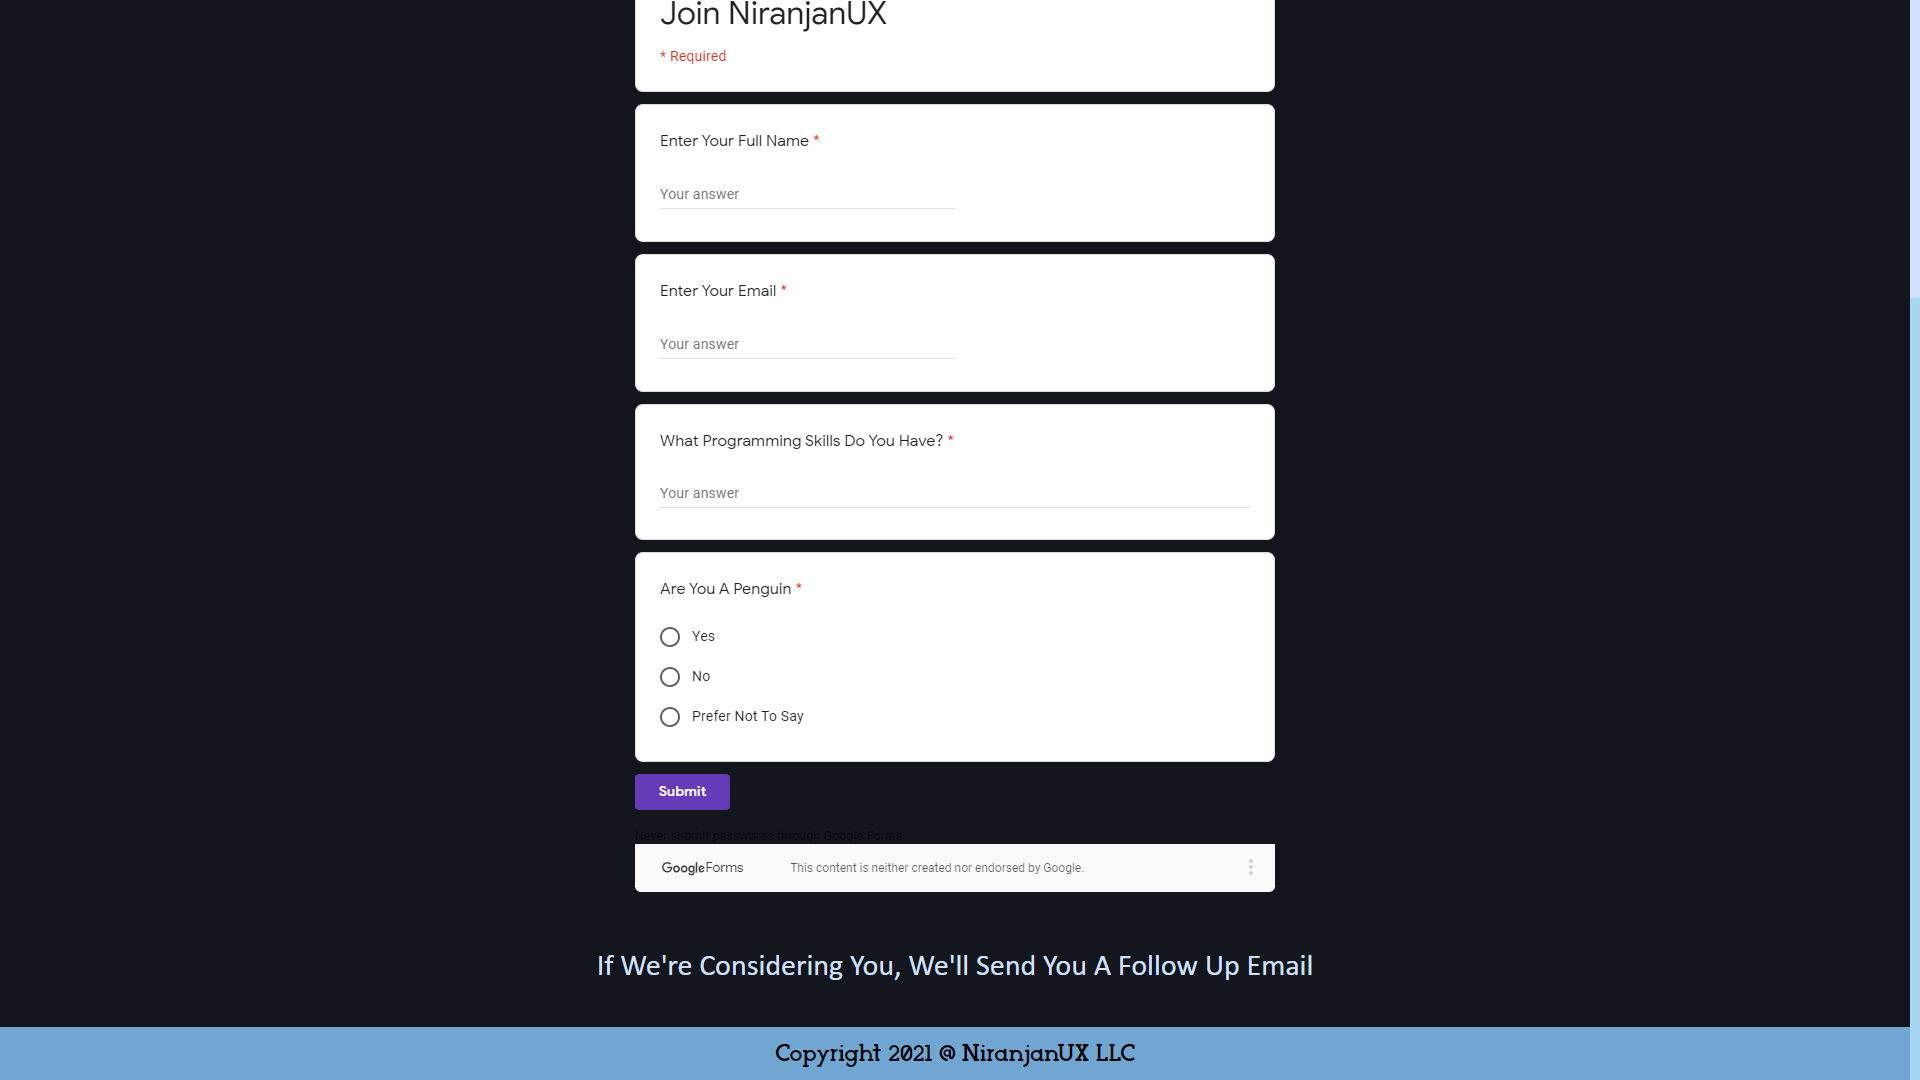 Join NiranjanUX
* Required
Enter Your Full Name *
Your answer
Enter Your Email *
Your answer
What Programming Skills Do You Have? *
Your answer
Are You A Penguin *
Yes
No
Prefer Not To Say
Submit
Never submit passwords through Google Forms.
Google Forms This content is neither created nor endorsed by Google.
If We're Considering You, We'll Send You A Follow Up Email
Copyright 2021 @ NiranjanUX LLC